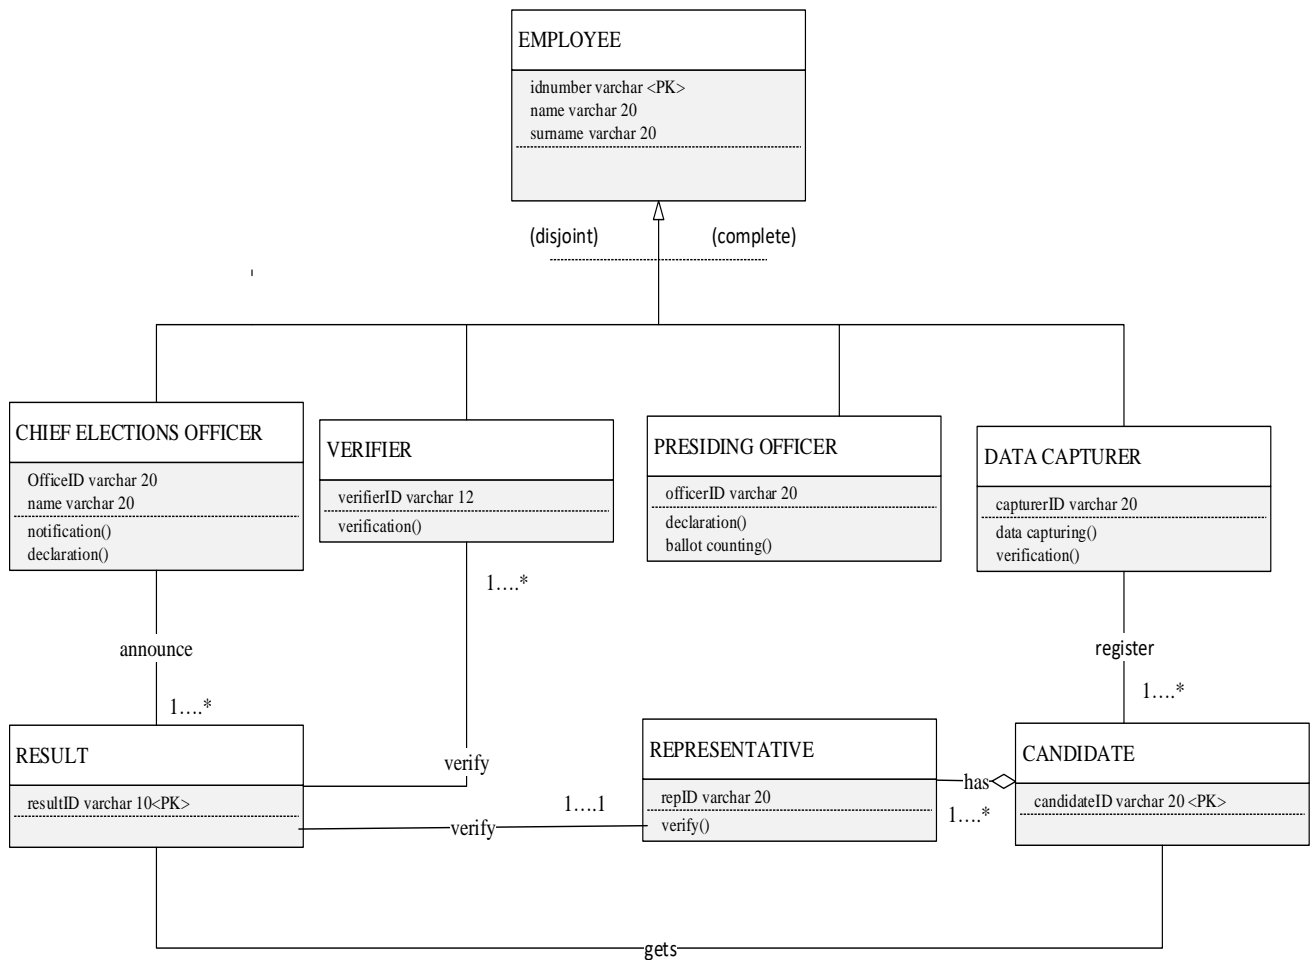 EMPLOYEE
idnumber varchar <PK>
name varchar 20
surname varchar 20
(disjoint)
(complete)
CHIEF ELECTIONS OFFICER
OfficeID varchar 20
name varchar 20
notification()
declaration()
VERIFIER
verifierID varchar 12
verification()
PRESIDING OFFICER
officerID varchar 20
declaration()
ballot counting()
DATA CAPTURER
capturerID varchar 20
data capturing()
verification()
1....*
announce
1....*
register
1....*
RESULT
resultID varchar 10<PK>
verify
1....1
verify
REPRESENTATIVE
repID varchar 20
verify()
has
1....*
CANDIDATE
candidateID varchar 20 <PK>
gets